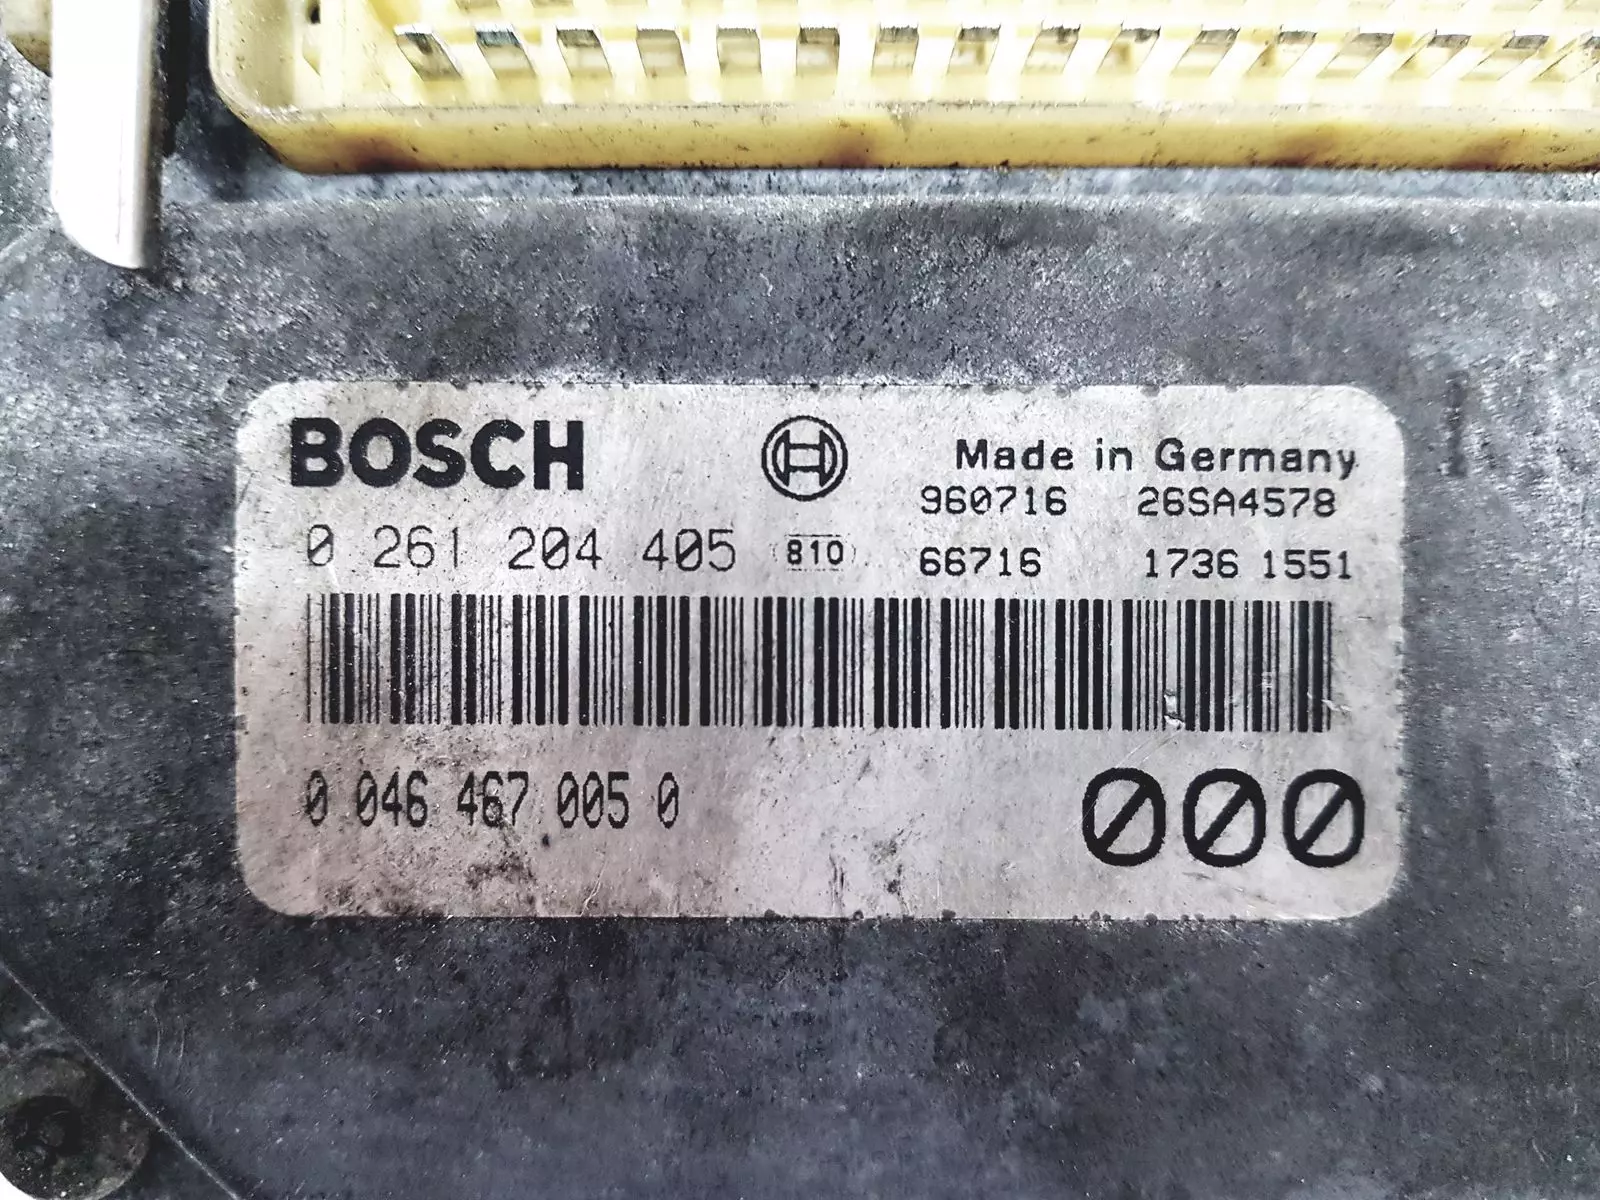 BOSCH
Made in Germany
960716 26SA4578
0 261 204 405 810 66716 1736 1551
0 046 467 005 0
000